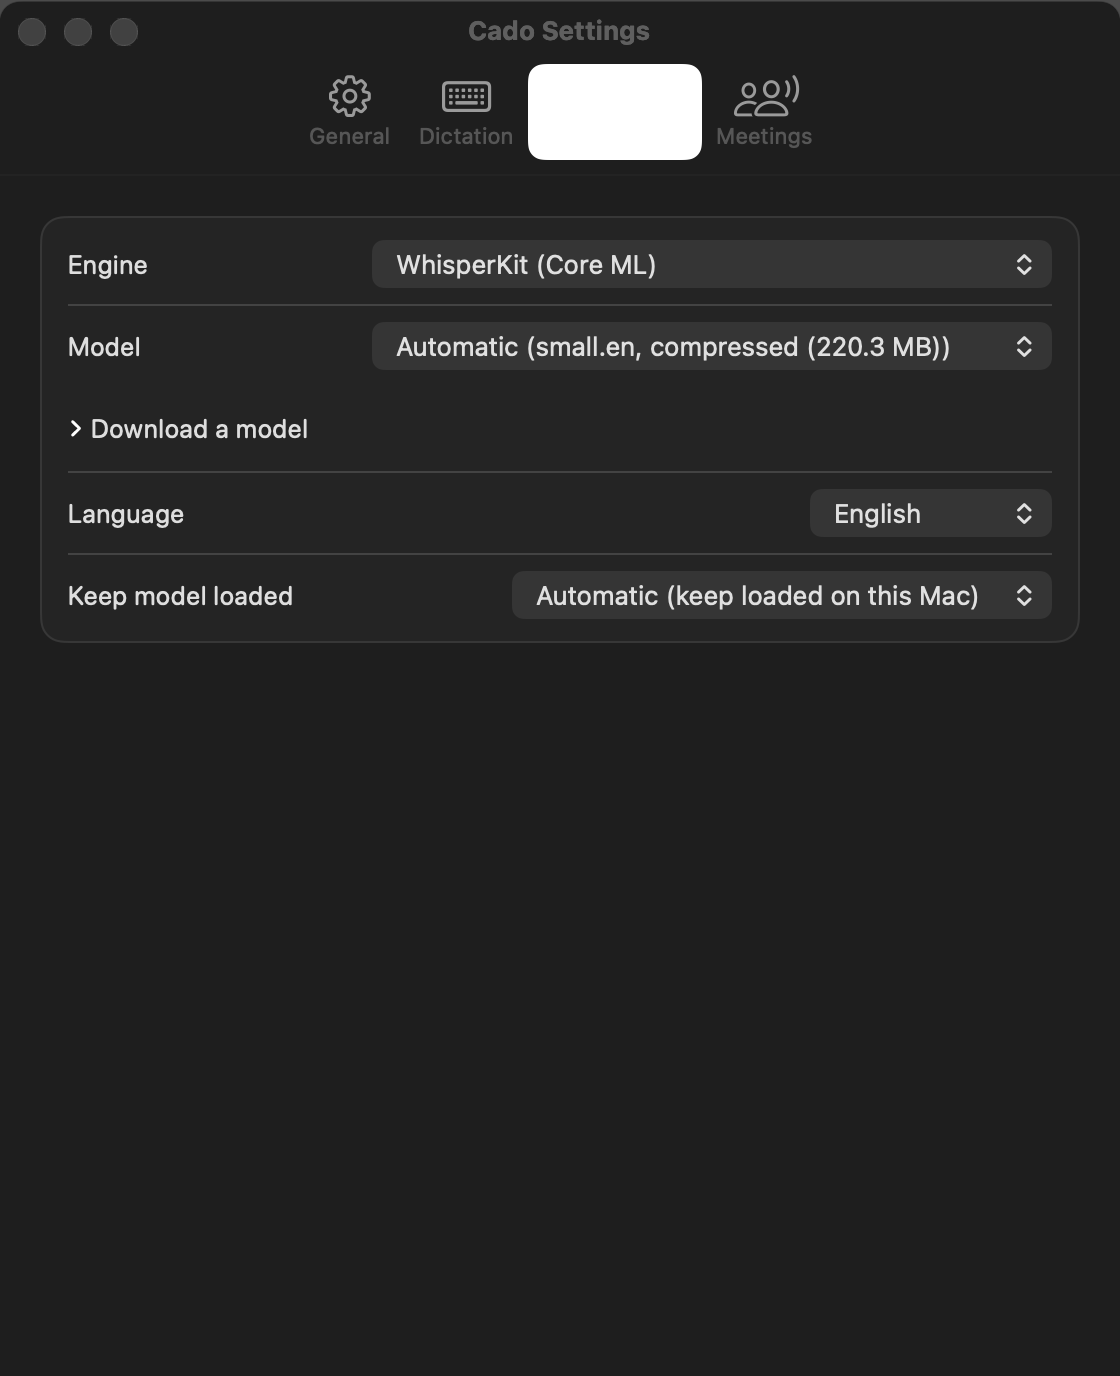 Cado Settings
General
Dictation
Meetings
Engine
WhisperKit (Core ML)
Model
Automatic (small.en, compressed (220.3 MB))
Download a model
Language
English
Keep model loaded
Automatic (keep loaded on this Mac)